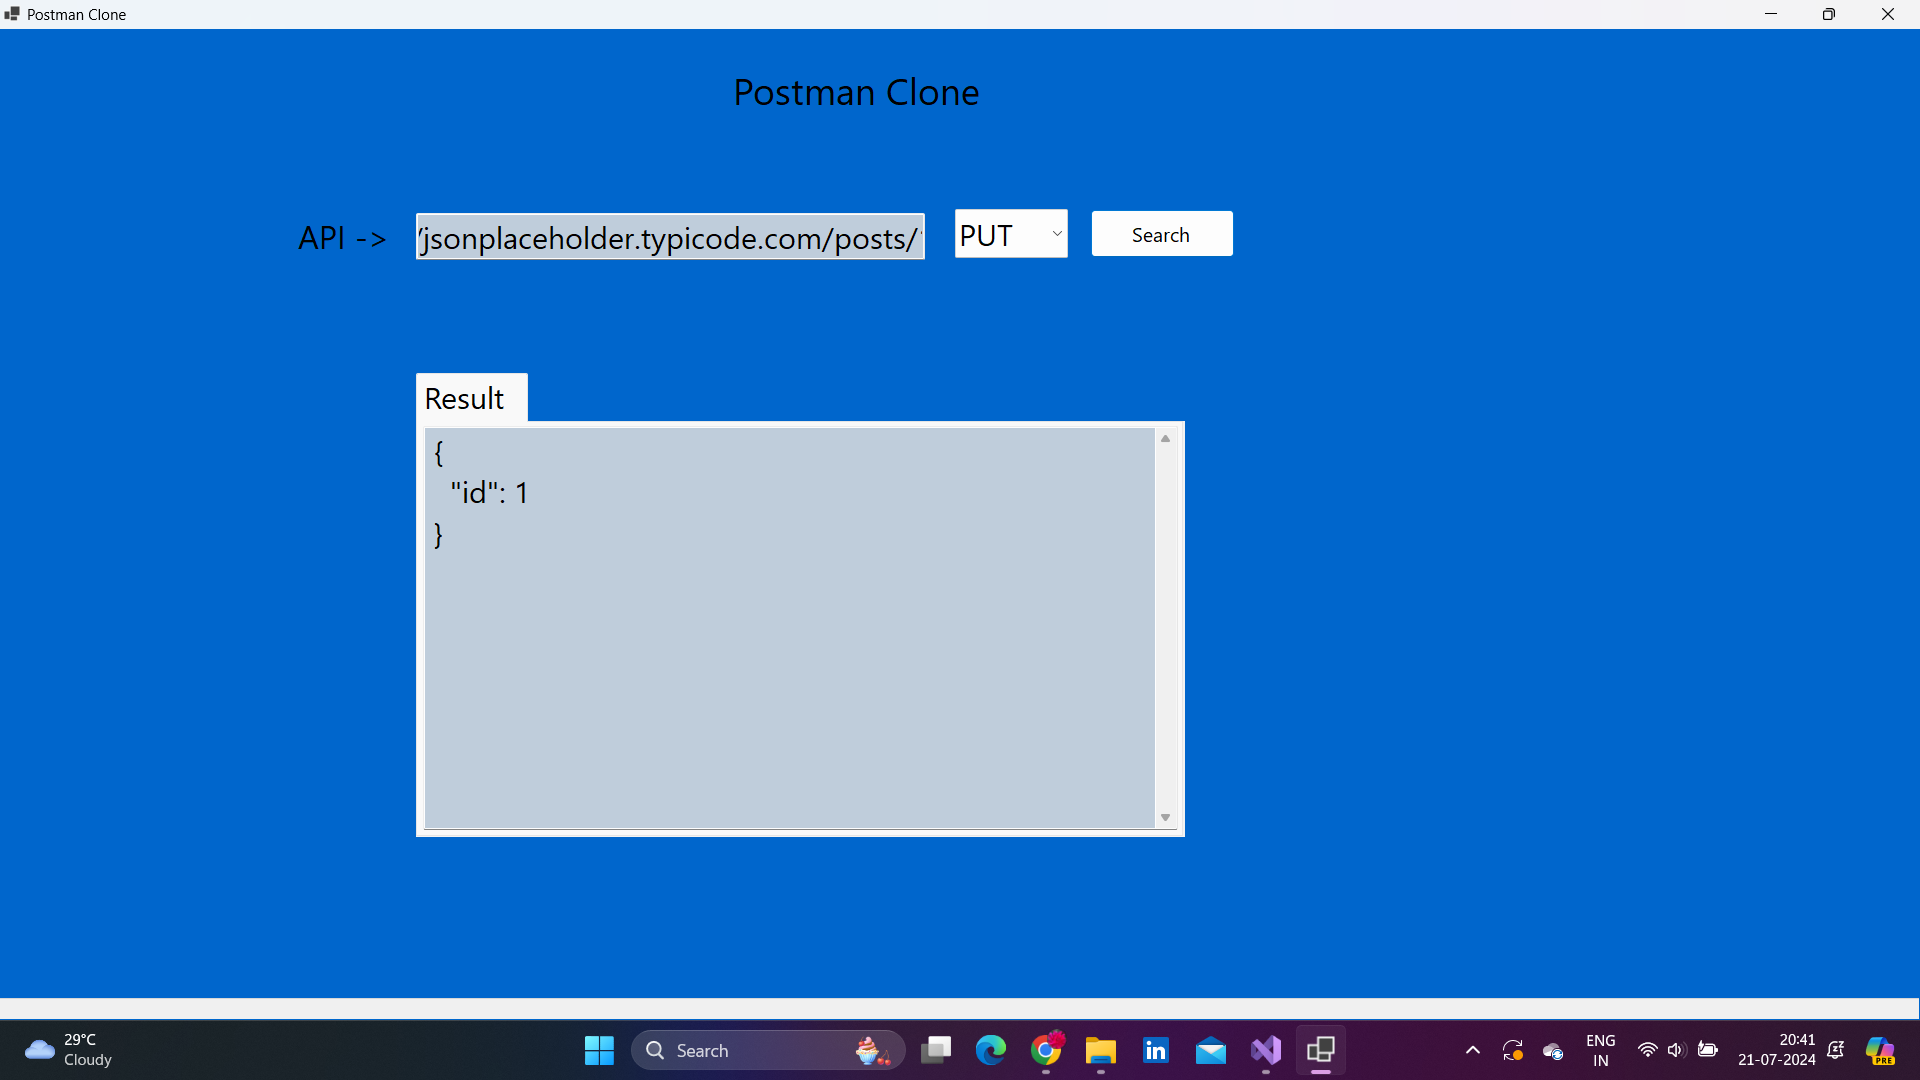 Postman Clone
Postman Clone
API ->
/jsonplaceholder.typicode.com/posts/
PUT
Search
Result
{
"id": 1
}
29°C
Cloudy
Search
ENG
IN
20:41
21-07-2024
PRE